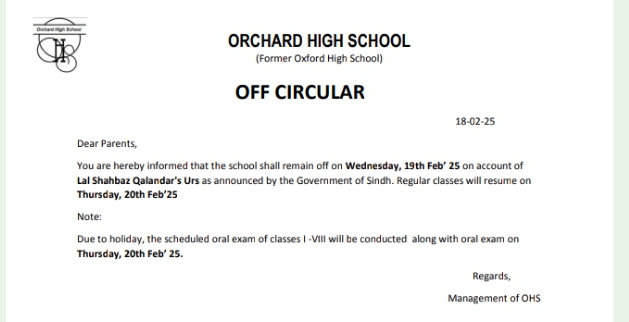 Orchard High School
ORCHARD HIGH SCHOOL
(Former Oxford High School)
OFF CIRCULAR
18-02-25
Dear Parents,
You are hereby informed that the school shall remain off on Wednesday, 19th Feb’ 25 on account of
Lal Shahbaz Qalandar's Urs as announced by the Government of Sindh. Regular classes will resume on
Thursday, 20th Feb’25
Note:
Due to holiday, the scheduled oral exam of classes I -VIII will be conducted along with oral exam on
Thursday, 20th Feb’ 25.
Regards,
Management of OHS